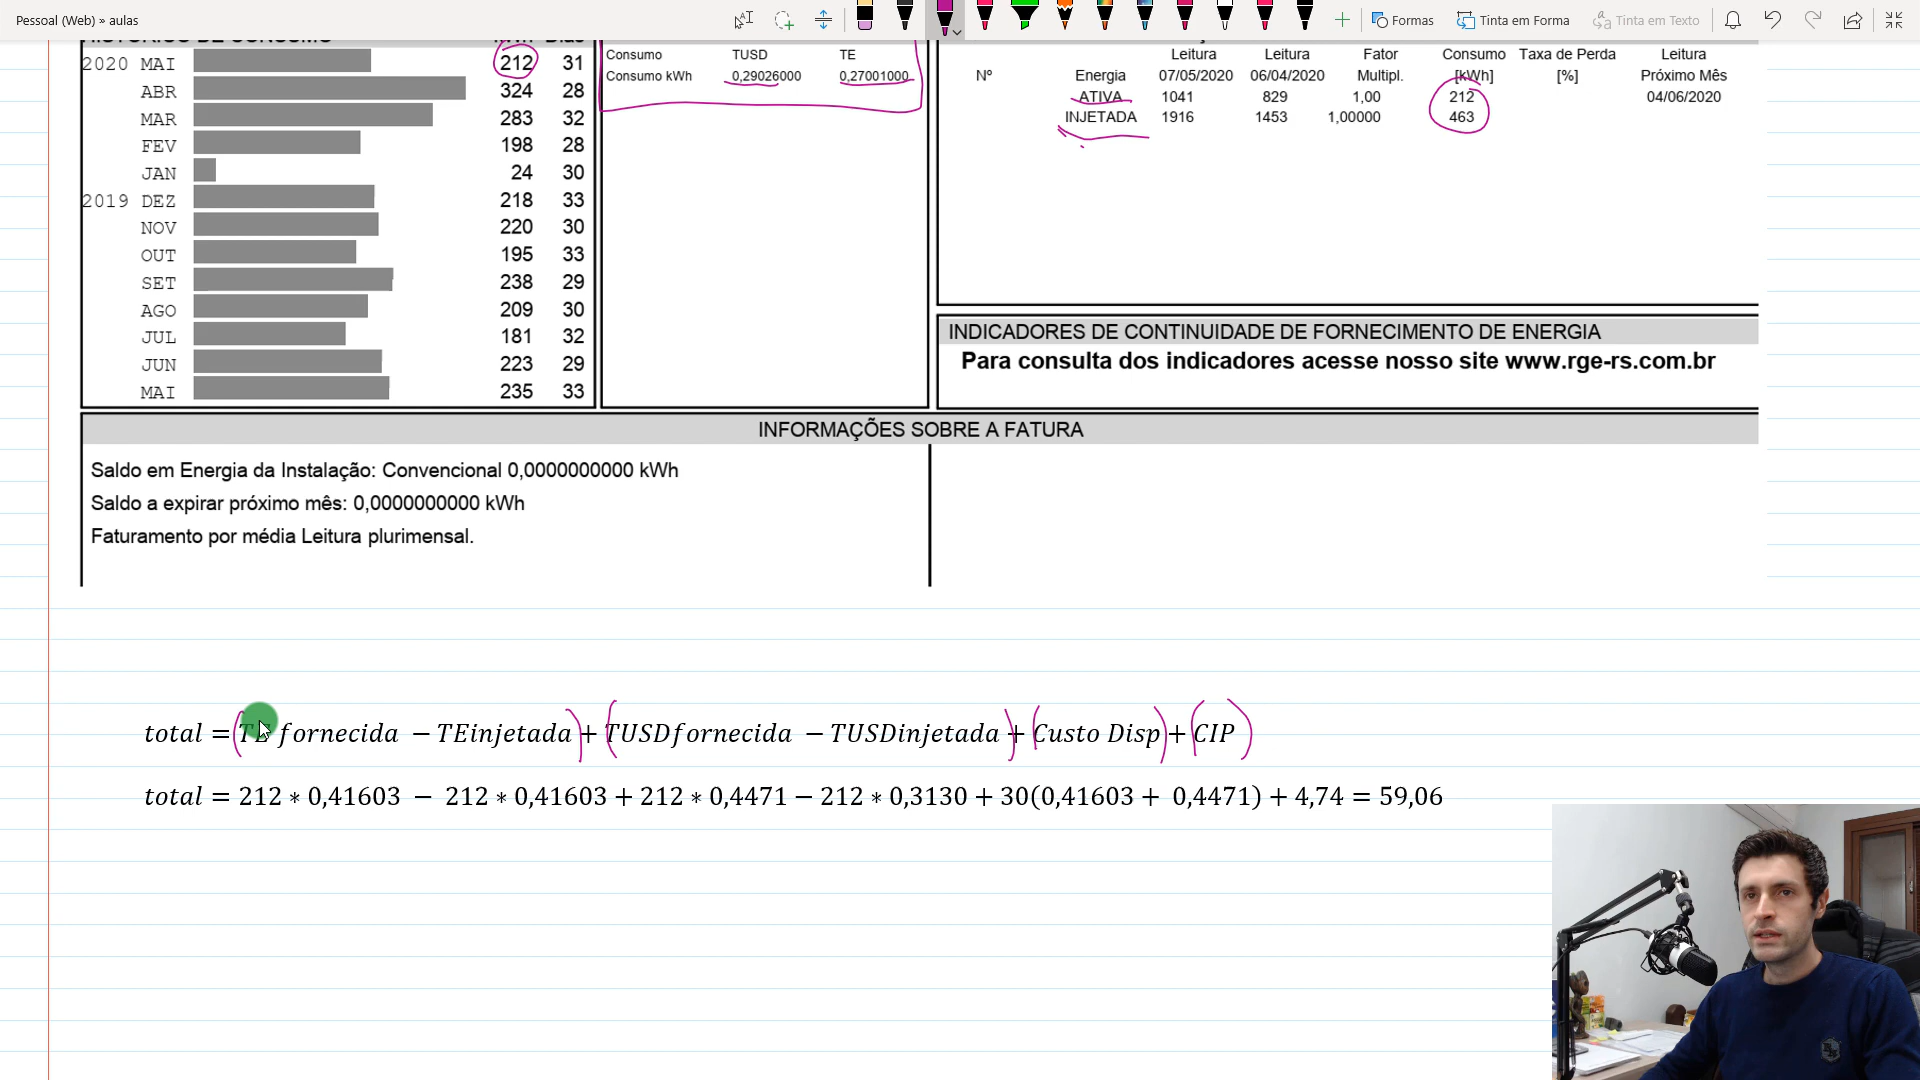 Pessoal (Web) » aulas
Formas
Tinta em Forma
Tinta em Texto
HISTÓRICO DE CONSUMO kWh Dias
2020 MAI 212 31
ABR 324 28
MAR 283 32
FEV 198 28
JAN 24 30
2019 DEZ 218 33
NOV 220 30
OUT 195 33
SET 238 29
AGO 209 30
JUL 181 32
JUN 223 29
MAI 235 33
Consumo TUSD TE
Consumo kWh 0,29026000 0,27001000
Leitura Leitura Fator Consumo Taxa de Perda Leitura
Nº Energia 07/05/2020 06/04/2020 Multipl. [kWh] [%] Próximo Mês
ATIVA 1041 829 1,00 212 04/06/2020
INJETADA 1916 1453 1,00000 463
INDICADORES DE CONTINUIDADE DE FORNECIMENTO DE ENERGIA
Para consulta dos indicadores acesse nosso site www.rge-rs.com.br
INFORMAÇÕES SOBRE A FATURA
Saldo em Energia da Instalação: Convencional 0,0000000000 kWh
Saldo a expirar próximo mês: 0,0000000000 kWh
Faturamento por média Leitura plurimensal.
total = (TE fornecida − TEinjetada) + (TUSDfornecida − TUSDinjetada) + (Custo Disp) + (CIP)
total = 212 ∗ 0,41603 − 212 ∗ 0,41603 + 212 ∗ 0,4471 − 212 ∗ 0,3130 + 30(0,41603 + 0,4471) + 4,74 = 59,06